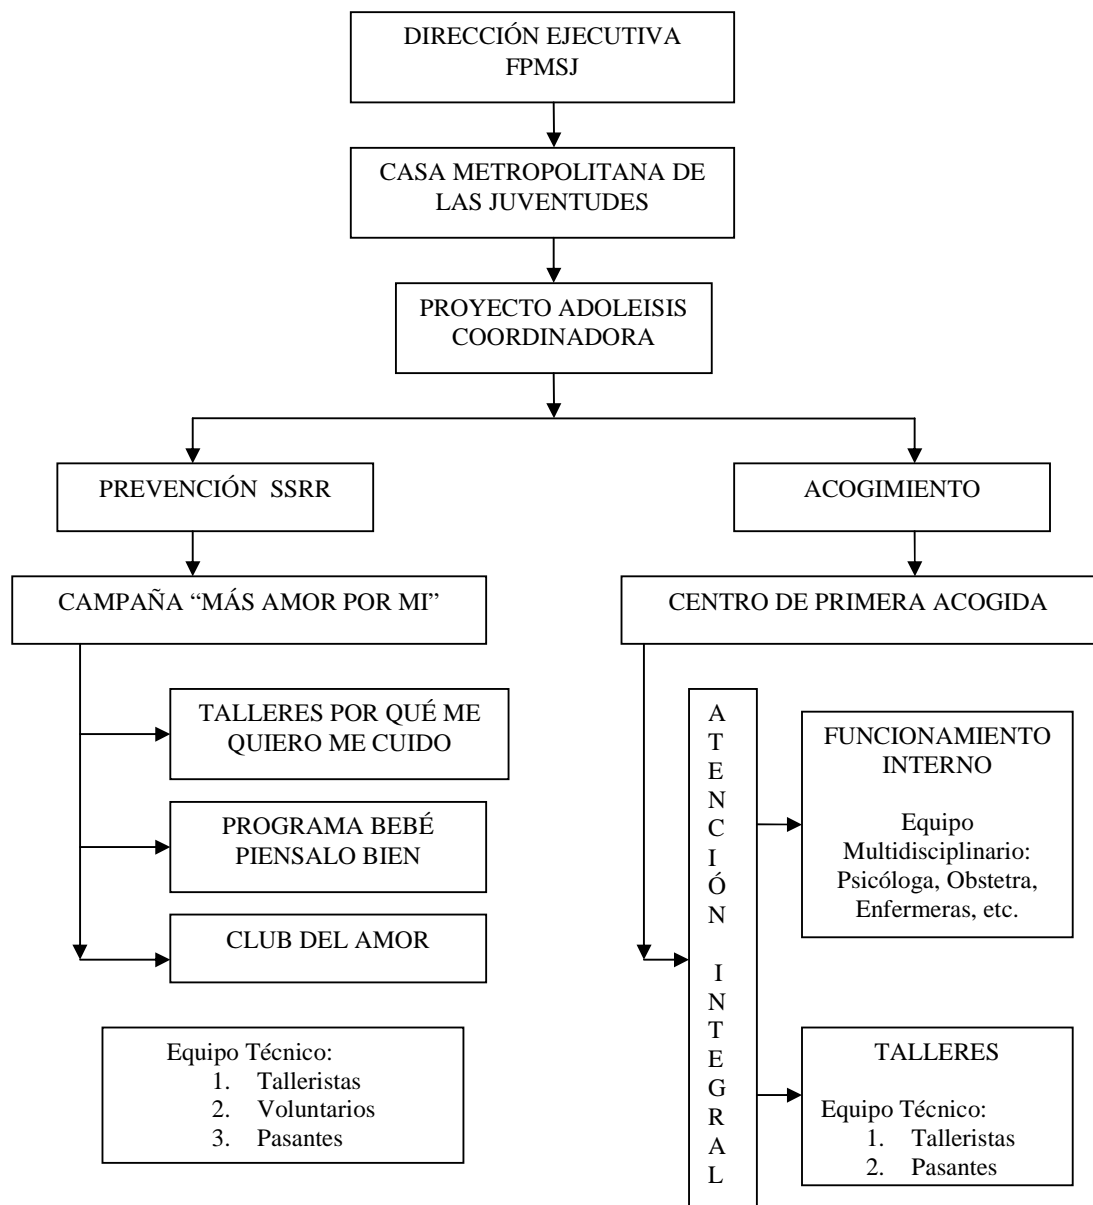 DIRECCIÓN EJECUTIVA
FPMSJ
CASA METROPOLITANA DE
LAS JUVENTUDES
PROYECTO ADOLEISIS
COORDINADORA
PREVENCIÓN SSRR
CAMPAÑA “MÁS AMOR POR MI”
TALLERES POR QUÉ ME
QUIERO ME CUIDO
PROGRAMA BEBÉ
PIENSALO BIEN
CLUB DEL AMOR
Equipo Técnico:
1. Talleristas
2. Voluntarios
3. Pasantes
ACOGIMIENTO
CENTRO DE PRIMERA ACOGIDA
ATENCIÓN INTEGRAL
FUNCIONAMIENTO
INTERNO
Equipo
Multidisciplinario:
Psicóloga, Obstetra,
Enfermeras, etc.
TALLERES
Equipo Técnico:
1. Talleristas
2. Pasantes